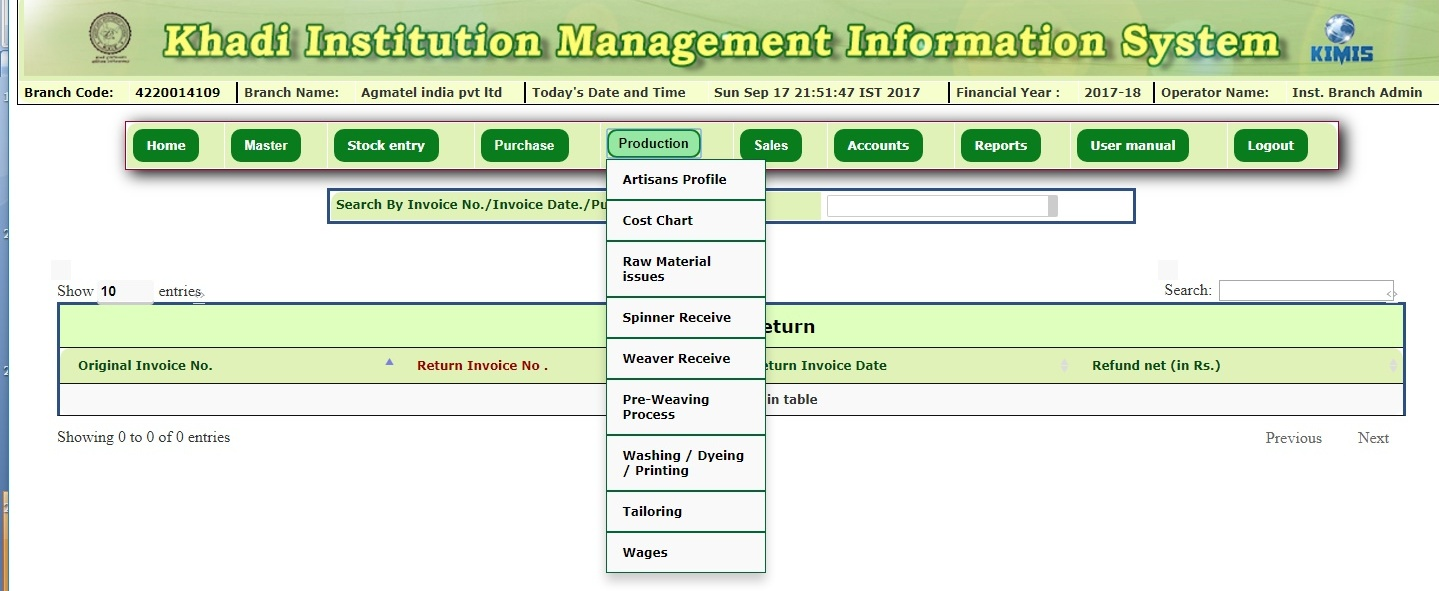 Khadi Institution Management Information System
KIMIS
Branch Code: 4220014109 Branch Name: Agmatel india pvt ltd Today's Date and Time Sun Sep 17 21:51:47 IST 2017 Financial Year : 2017-18 Operator Name: Inst. Branch Admin
Home Master Stock entry Purchase Production Sales Accounts Reports User manual Logout
Artisans Profile
Search By Invoice No./Invoice Date./Pu
Cost Chart
Raw Material
issues
Show 10 entries
Search:
Spinner Receive
eturn
Weaver Receive
Original Invoice No. Return Invoice No . eturn Invoice Date Refund net (in Rs.)
Pre-Weaving
Process
in table
Showing 0 to 0 of 0 entries
Previous Next
Washing / Dyeing
/ Printing
Tailoring
Wages